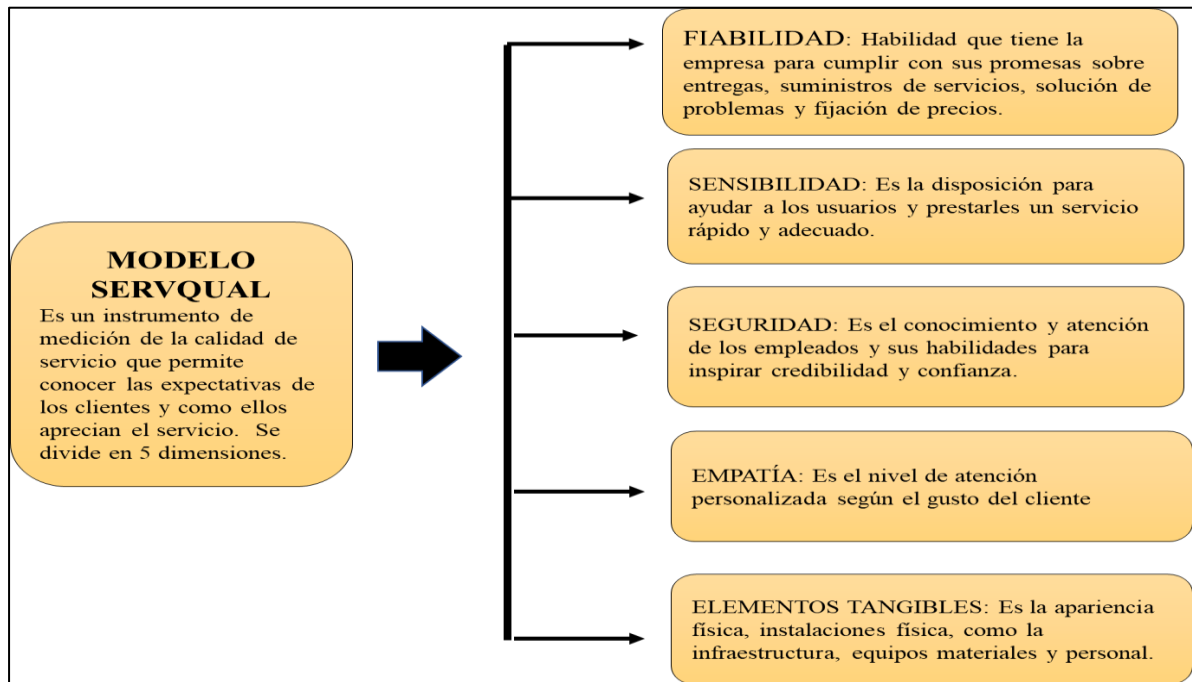 MODELO
SERVQUAL
Es un instrumento de
medición de la calidad de
servicio que permite
conocer las expectativas de
los clientes y como ellos
aprecian el servicio. Se
divide en 5 dimensiones.
FIABILIDAD: Habilidad que tiene la
empresa para cumplir con sus promesas sobre
entregas, suministros de servicios, solución de
problemas y fijación de precios.
SENSIBILIDAD: Es la disposición para
ayudar a los usuarios y prestarles un servicio
rápido y adecuado.
SEGURIDAD: Es el conocimiento y atención
de los empleados y sus habilidades para
inspirar credibilidad y confianza.
EMPATÍA: Es el nivel de atención
personalizada según el gusto del cliente
ELEMENTOS TANGIBLES: Es la apariencia
física, instalaciones física, como la
infraestructura, equipos materiales y personal.